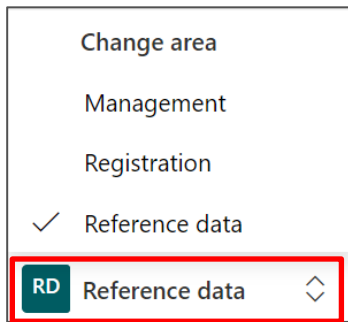 Change area
Management
Registration
Reference data
RD Reference data